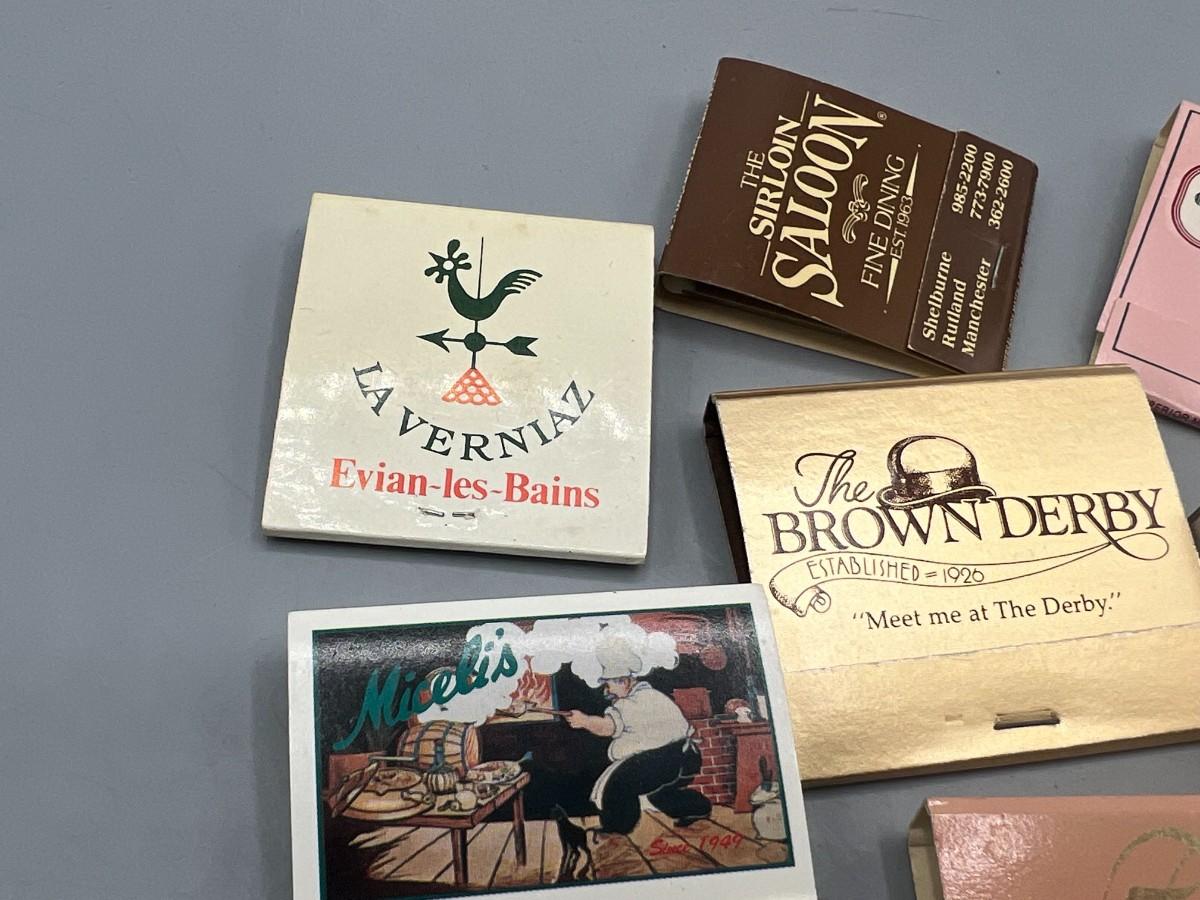 THE
SIRLOIN
SALOON®
FINE DINING
EST. 1963
Shelburne 985-2200
Rutland 773-7900
Manchester 362-2600
LA VERNIAZ
Evian-les-Bains
The
BROWN DERBY
ESTABLISHED = 1926
"Meet me at The Derby."
Miceli's
Since 1949